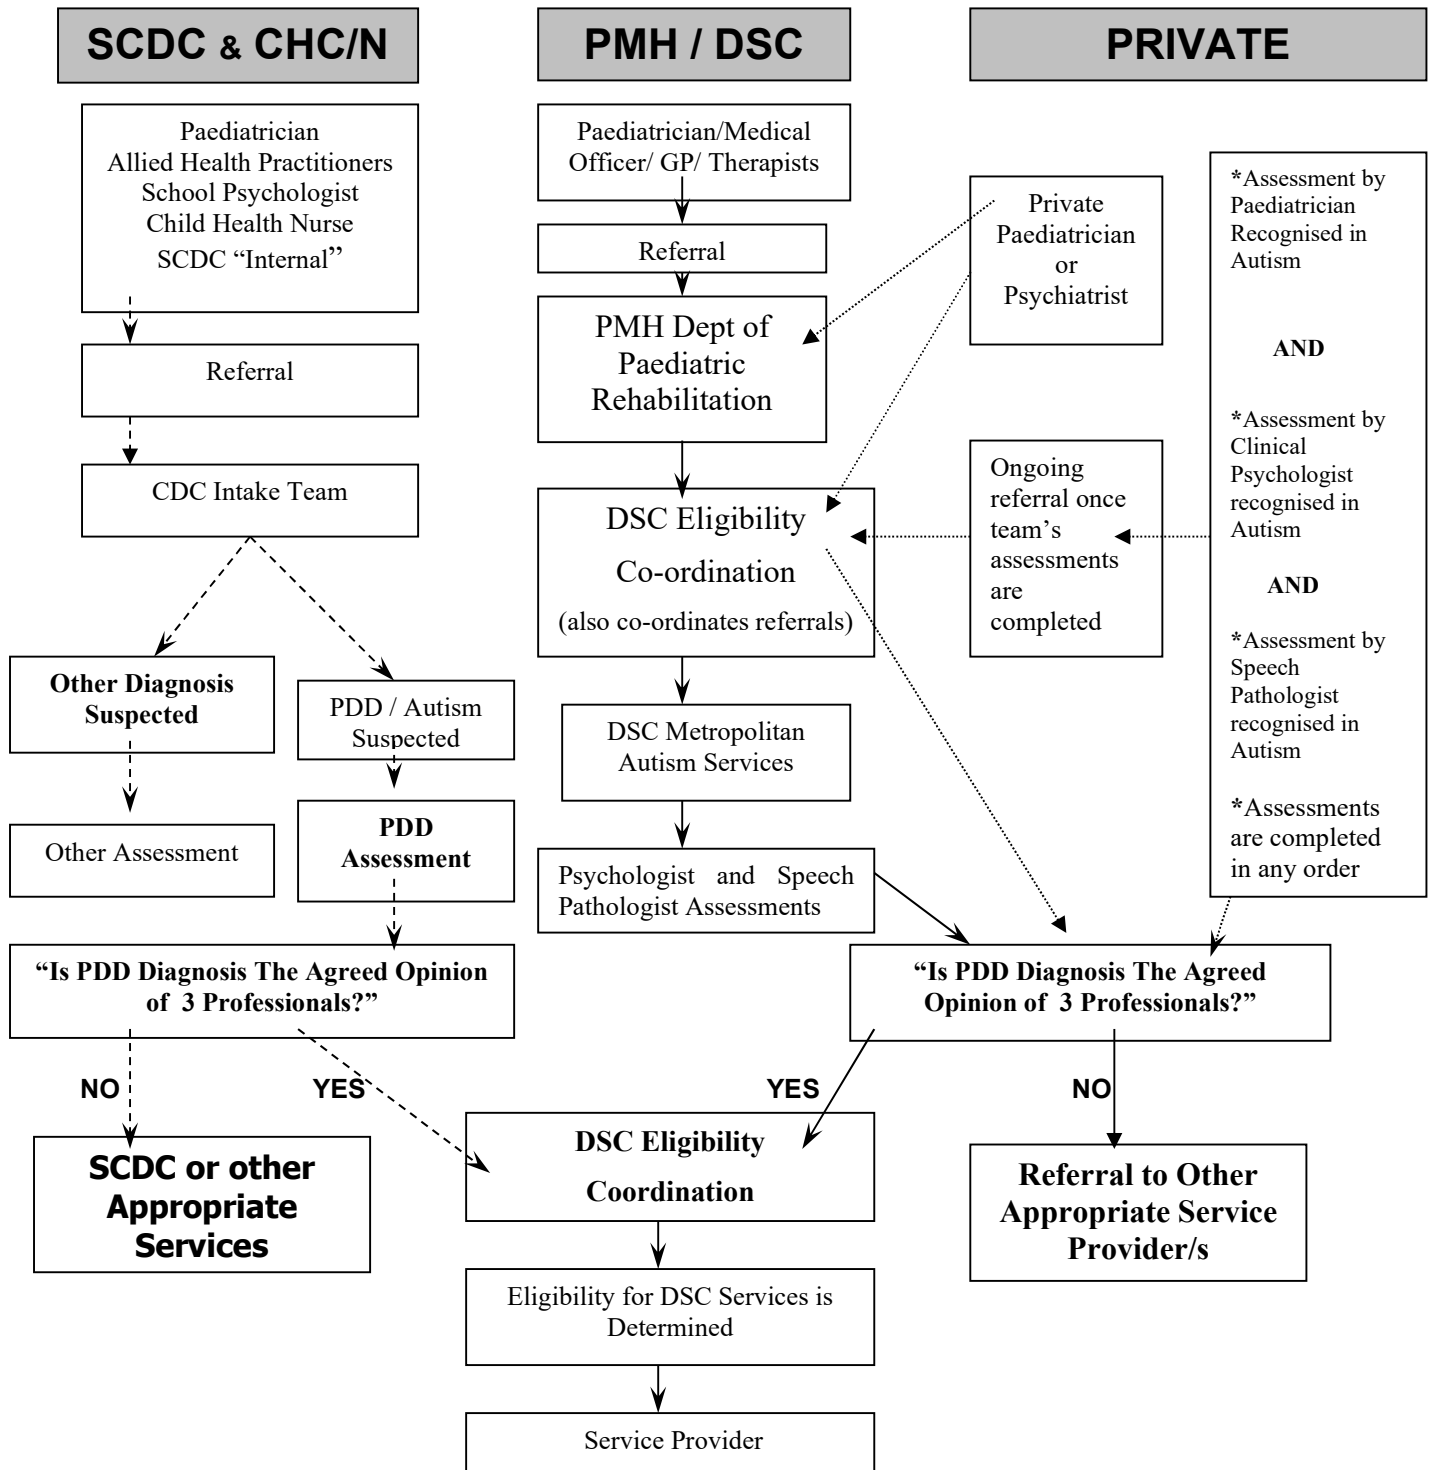 SCDC & CHC/N
PMH / DSC
PRIVATE
Paediatrician
Allied Health Practitioners
School Psychologist
Child Health Nurse
SCDC “Internal”
Referral
CDC Intake Team
Other Diagnosis
Suspected
PDD / Autism
Suspected
Other Assessment
PDD
Assessment
“Is PDD Diagnosis The Agreed Opinion
of 3 Professionals?”
NO
YES
SCDC or other
Appropriate
Services
Paediatrician/Medical
Officer/ GP/ Therapists
Referral
PMH Dept of
Paediatric
Rehabilitation
DSC Eligibility
Co-ordination
(also co-ordinates referrals)
DSC Metropolitan
Autism Services
Psychologist and Speech
Pathologist Assessments
Private
Paediatrician
or
Psychiatrist
Ongoing
referral once
team’s
assessments
are
completed
*Assessment by
Paediatrician
Recognised in
Autism
AND
*Assessment by
Clinical
Psychologist
recognised in
Autism
AND
*Assessment by
Speech
Pathologist
recognised in
Autism
*Assessments
are completed
in any order
“Is PDD Diagnosis The Agreed
Opinion of 3 Professionals?”
YES
NO
DSC Eligibility
Coordination
Referral to Other
Appropriate Service
Provider/s
Eligibility for DSC Services is
Determined
Service Provider